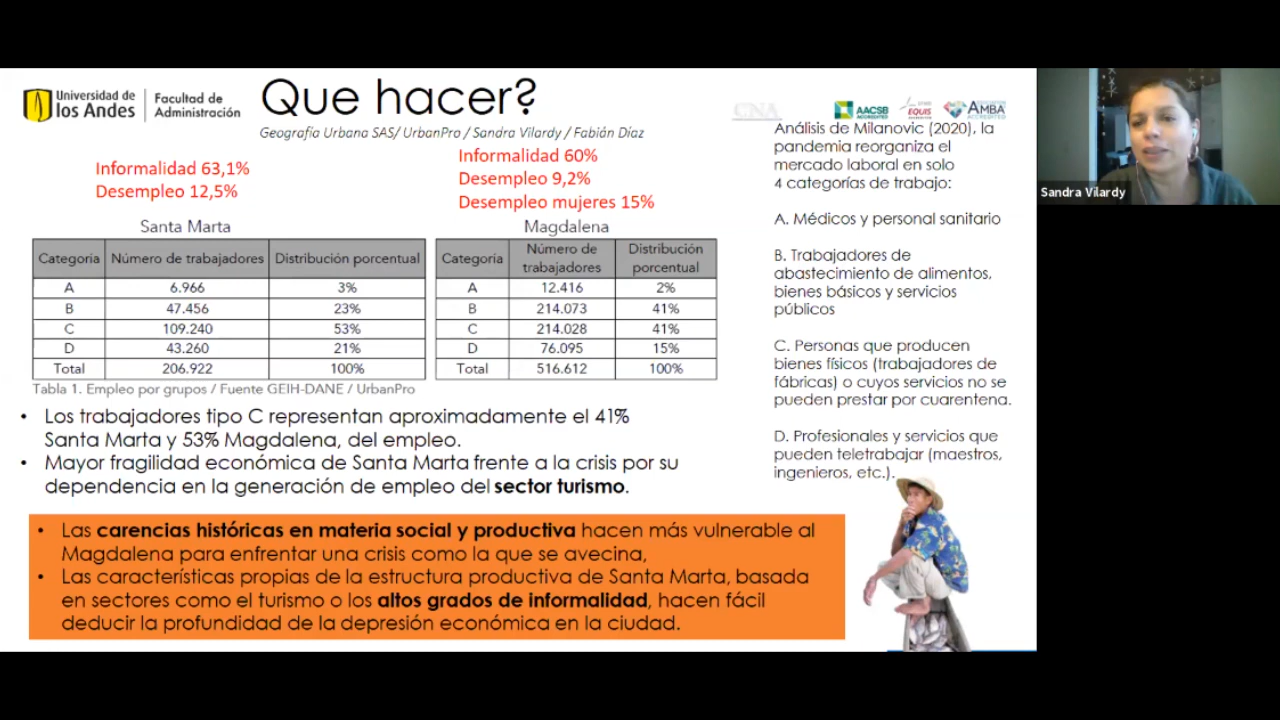 Universidad de
los Andes
Facultad de
Administración
Que hacer?
Geografía Urbana SAS/ UrbanPro / Sandra Vilardy / Fabián Díaz
CNA
AACSB
ACCREDITED
EQUIS
ACCREDITED
AMBA
ACCREDITED
Sandra Vilardy
Informalidad 63,1%
Desempleo 12,5%
Informalidad 60%
Desempleo 9,2%
Desempleo mujeres 15%
Santa Marta
Categoria Número de trabajadores Distribución porcentual
A 6.966 3%
B 47.456 23%
C 109.240 53%
D 43.260 21%
Total 206.922 100%
Magdalena
Categoria Número de trabajadores Distribución porcentual
A 12.416 2%
B 214.073 41%
C 214.028 41%
D 76.095 15%
Total 516.612 100%
Tabla 1. Empleo por grupos / Fuente GEIH-DANE / UrbanPro
• Los trabajadores tipo C representan aproximadamente el 41%
Santa Marta y 53% Magdalena, del empleo.
• Mayor fragilidad económica de Santa Marta frente a la crisis por su
dependencia en la generación de empleo del sector turismo.
• Las carencias históricas en materia social y productiva hacen más vulnerable al
Magdalena para enfrentar una crisis como la que se avecina,
• Las características propias de la estructura productiva de Santa Marta, basada
en sectores como el turismo o los altos grados de informalidad, hacen fácil
deducir la profundidad de la depresión económica en la ciudad.
Análisis de Milanovic (2020), la
pandemia reorganiza el
mercado laboral en solo
4 categorías de trabajo:
A. Médicos y personal sanitario
B. Trabajadores de
abastecimiento de alimentos,
bienes básicos y servicios
públicos
C. Personas que producen
bienes físicos (trabajadores de
fábricas) o cuyos servicios no se
pueden prestar por cuarentena.
D. Profesionales y servicios que
pueden teletrabajar (maestros,
ingenieros, etc.).